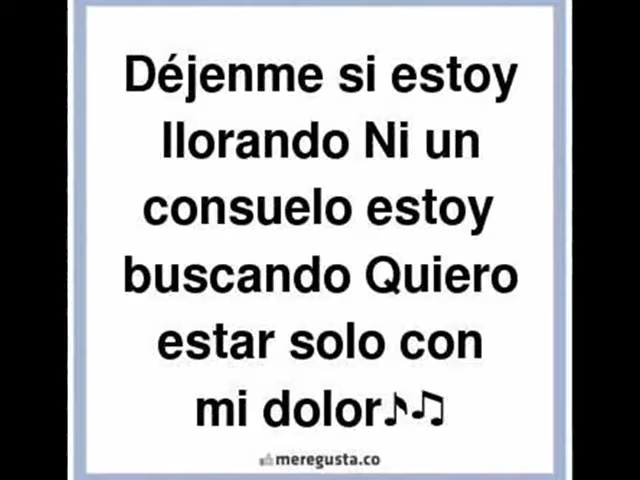 Déjenme si estoy
llorando Ni un
consuelo estoy
buscando Quiero
estar solo con
mi dolor♪♫
meregusta.co